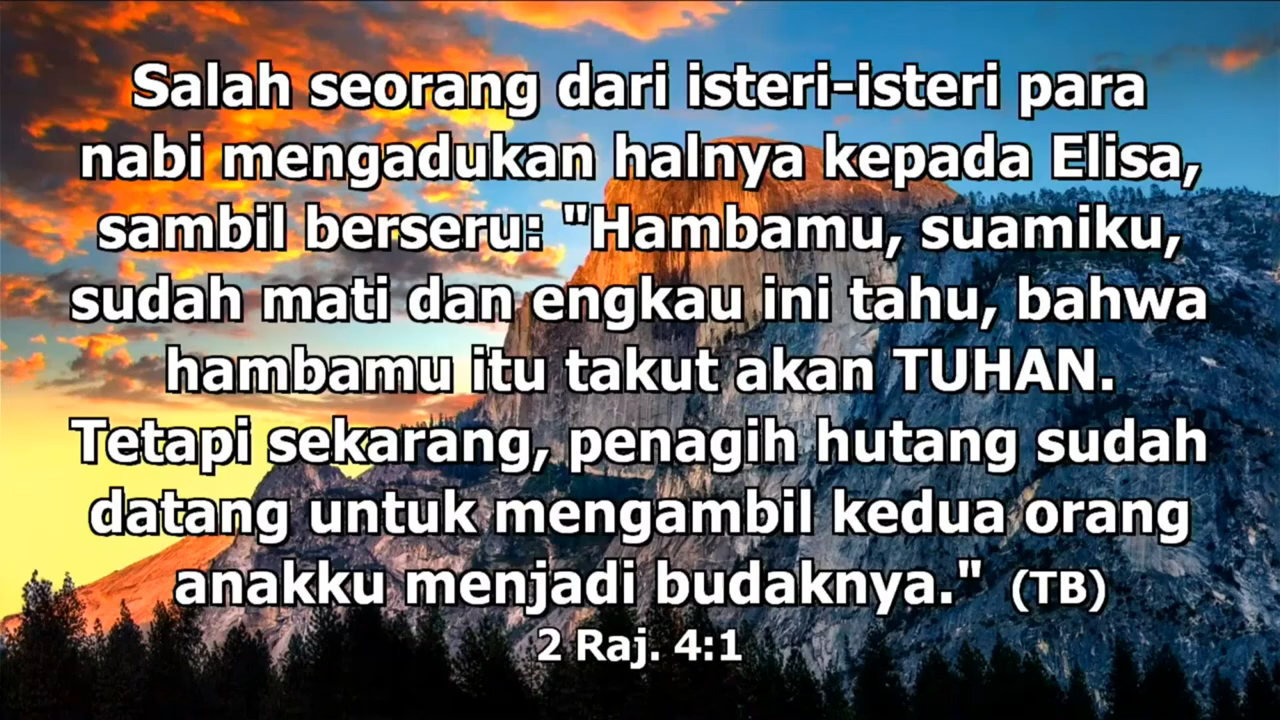 Salah seorang dari isteri-isteri para
nabi mengadukan halnya kepada Elisa,
sambil berseru: "Hambamu, suamiku,
sudah mati dan engkau ini tahu, bahwa
hambamu itu takut akan TUHAN.
Tetapi sekarang, penagih hutang sudah
datang untuk mengambil kedua orang
anakku menjadi budaknya." (TB)
2 Raj. 4:1